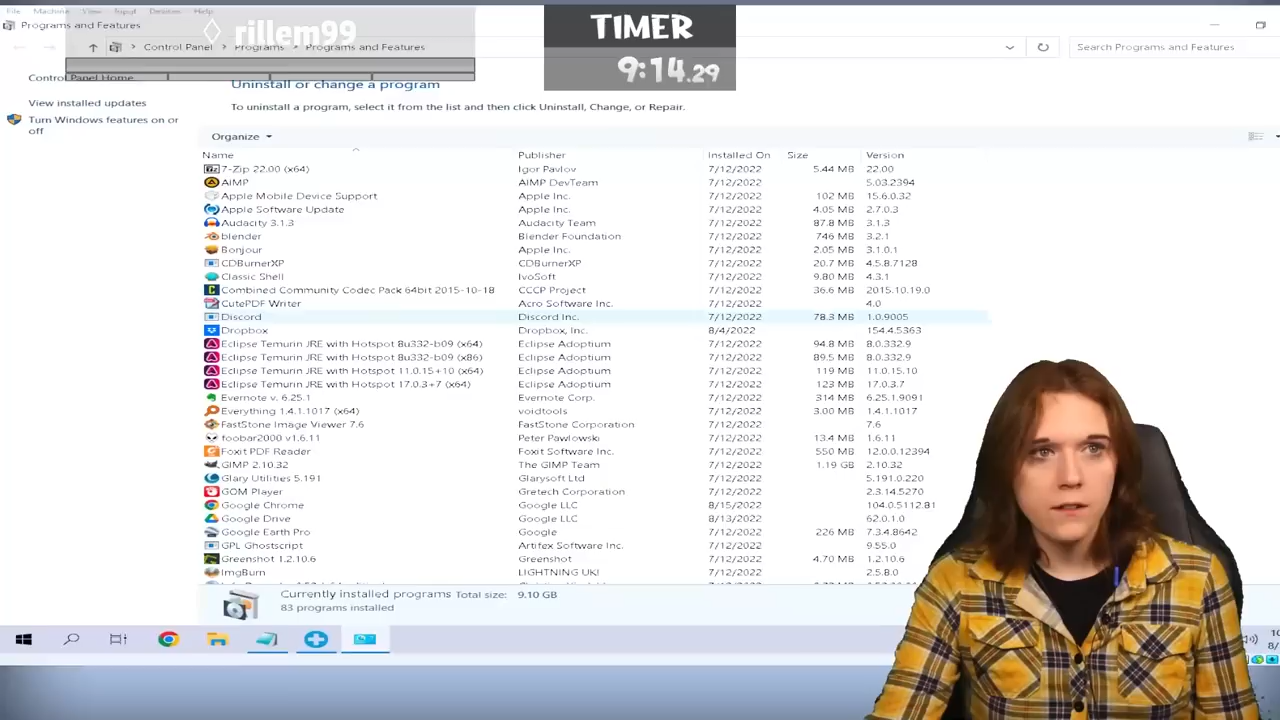 File Machine View Input Devices Help
Programs and Features
rillem99
TIMER
9:14.29
Control Panel > Programs > Programs and Features
Search Programs and Features
Control Panel Home
View installed updates
Turn Windows features on or off
Uninstall or change a program
To uninstall a program, select it from the list and then click Uninstall, Change, or Repair.
Organize
Name Publisher Installed On Size Version
7-Zip 22.00 (x64) Igor Pavlov 7/12/2022 5.44 MB 22.00
AIMP AIMP DevTeam 7/12/2022 5.03.2394
Apple Mobile Device Support Apple Inc. 7/12/2022 102 MB 15.6.0.32
Apple Software Update Apple Inc. 7/12/2022 4.05 MB 2.7.0.3
Audacity 3.1.3 Audacity Team 7/12/2022 87.8 MB 3.1.3
blender Blender Foundation 7/12/2022 746 MB 3.2.1
Bonjour Apple Inc. 7/12/2022 2.05 MB 3.1.0.1
CDBurnerXP CDBurnerXP 7/12/2022 20.7 MB 4.5.8.7128
Classic Shell IvoSoft 7/12/2022 9.80 MB 4.3.1
Combined Community Codec Pack 64bit 2015-10-18 CCCP Project 7/12/2022 36.6 MB 2015.10.19.0
CutePDF Writer Acro Software Inc. 7/12/2022 4.0
Discord Discord Inc. 7/12/2022 78.3 MB 1.0.9005
Dropbox Dropbox, Inc. 8/4/2022 154.4.5363
Eclipse Temurin JRE with Hotspot 8u332-b09 (x64) Eclipse Adoptium 7/12/2022 94.8 MB 8.0.332.9
Eclipse Temurin JRE with Hotspot 8u332-b09 (x86) Eclipse Adoptium 7/12/2022 89.5 MB 8.0.332.9
Eclipse Temurin JRE with Hotspot 11.0.15+10 (x64) Eclipse Adoptium 7/12/2022 119 MB 11.0.15.10
Eclipse Temurin JRE with Hotspot 17.0.3+7 (x64) Eclipse Adoptium 7/12/2022 123 MB 17.0.3.7
Evernote v. 6.25.1 Evernote Corp. 7/12/2022 314 MB 6.25.1.9091
Everything 1.4.1.1017 (x64) voidtools 7/12/2022 3.00 MB 1.4.1.1017
FastStone Image Viewer 7.6 FastStone Corporation 7/12/2022 7.6
foobar2000 v1.6.11 Peter Pawlowski 7/12/2022 13.4 MB 1.6.11
Foxit PDF Reader Foxit Software Inc. 7/12/2022 550 MB 12.0.0.12394
GIMP 2.10.32 The GIMP Team 7/12/2022 1.19 GB 2.10.32
Glary Utilities 5.191 Glarysoft Ltd 7/12/2022 5.191.0.220
GOM Player Gretech Corporation 7/12/2022 2.3.14.5270
Google Chrome Google LLC 8/15/2022 104.0.5112.81
Google Drive Google LLC 8/13/2022 62.0.1.0
Google Earth Pro Google 7/12/2022 226 MB 7.3.4.8642
GPL Ghostscript Artifex Software Inc. 7/12/2022 9.55.0
Greenshot 1.2.10.6 Greenshot 7/12/2022 4.70 MB 1.2.10.6
ImgBurn LIGHTNING UK! 7/12/2022 2.5.8.0
Currently installed programs Total size: 9.10 GB
83 programs installed